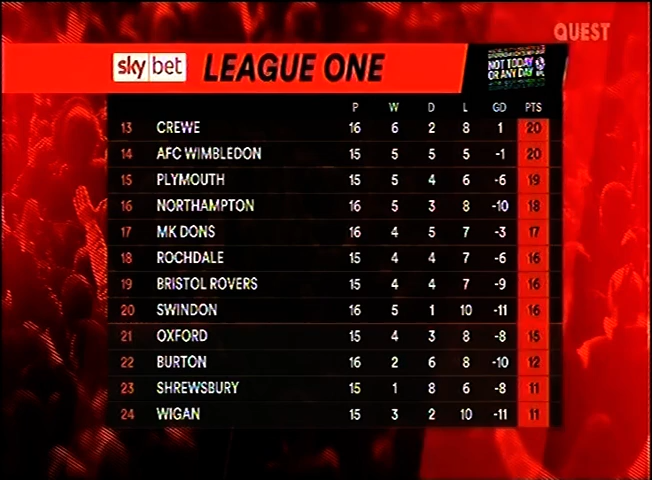 QUEST
sky bet LEAGUE ONE
NOT TODAY
OR ANY DAY
P W D L GD PTS
13 CREWE 16 6 2 8 1 20
14 AFC WIMBLEDON 15 5 5 5 -1 20
15 PLYMOUTH 15 5 4 6 -6 19
16 NORTHAMPTON 16 5 3 8 -10 18
17 MK DONS 16 4 5 7 -3 17
18 ROCHDALE 15 4 4 7 -6 16
19 BRISTOL ROVERS 15 4 4 7 -9 16
20 SWINDON 16 5 1 10 -11 16
21 OXFORD 15 4 3 8 -8 15
22 BURTON 16 2 6 8 -10 12
23 SHREWSBURY 15 1 8 6 -8 11
24 WIGAN 15 3 2 10 -11 11